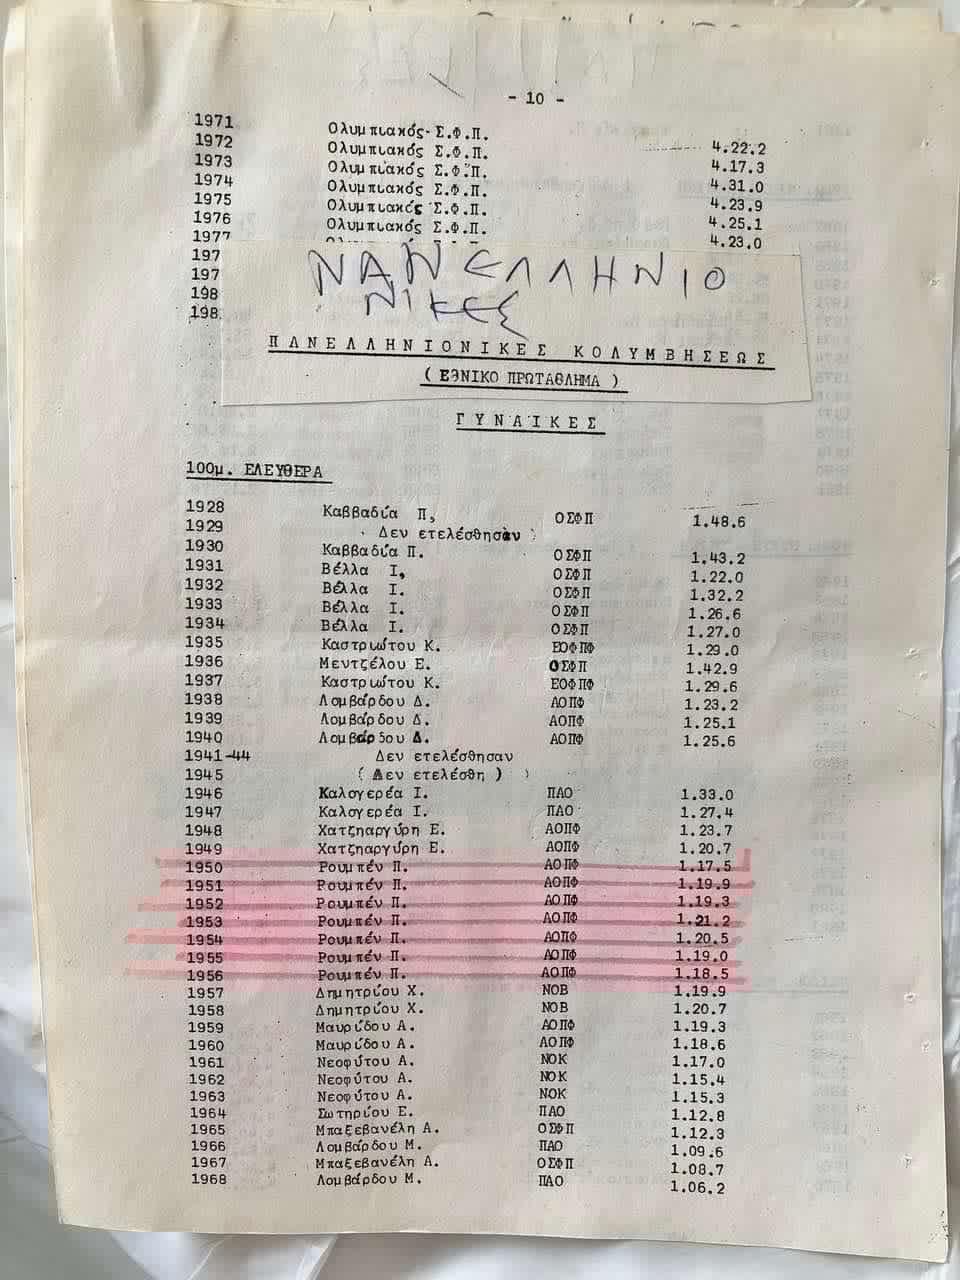 - 10 -
1971 Ολυμπιακός- Σ.Φ.Π. 4.22.2
1972 Ολυμπιακός Σ.Φ.Π. 4.17.3
1973 Ολυμπιακός Σ.Φ.Π. 4.31.0
1974 Ολυμπιακός Σ.Φ.Π. 4.23.9
1975 Ολυμπιακός Σ.Φ.Π. 4.25.1
1976 Ολυμπιακός Σ.Φ.Π. 4.23.0
1977
197
197
198
198
ΠΑΝΕΛΛΗΝΙΟ
ΝΙΚΕΣ
ΠΑΝΕΛΛΗΝΙΟΝΙΚΕΣ ΚΟΛΥΜΒΗΣΕΩΣ
( ΕΘΝΙΚΟ ΠΡΩΤΑΘΛΗΜΑ )
ΓΥΝΑΙΚΕΣ
100μ. ΕΛΕΥΘΕΡΑ
1928 Καββαδία Π, ΟΣΦΠ 1.48.6
1929 Δεν ετελέσθησαν )
1930 Καββαδία Π. ΟΣΦΠ 1.43.2
1931 Βέλλα Ι, ΟΣΦΠ 1.22.0
1932 Βέλλα Ι. ΟΣΦΠ 1.32.2
1933 Βέλλα Ι. ΟΣΦΠ 1.26.6
1934 Βέλλα Ι. ΟΣΦΠ 1.27.0
1935 Καστριώτου Κ. ΕΟΦΠΦ 1.29.0
1936 Μεντζέλου Ε. ΟΣΦΠ 1.42.9
1937 Καστριώτου Κ. ΕΟΦΠΦ 1.29.6
1938 Λομβάρδου Δ. ΑΟΠΦ 1.23.2
1939 Λομβάρδου Δ. ΑΟΠΦ 1.25.1
1940 Λομβάρδου Δ. ΑΟΠΦ 1.25.6
1941-44 Δεν ετελέσθησαν
1945 ( Δεν ετελέσθη ) )
1946 Καλογερέα Ι. ΠΑΟ 1.33.0
1947 Καλογερέα Ι. ΠΑΟ 1.27.4
1948 Χατζηαργύρη Ε. ΑΟΠΦ 1.23.7
1949 Χατζηαργύρη Ε. ΑΟΠΦ 1.20.7
1950 Ρουμπέν Π. ΑΟΠΦ 1.17.5
1951 Ρουμπέν Π. ΑΟΠΦ 1.19.9
1952 Ρουμπέν Π. ΑΟΠΦ 1.19.3
1953 Ρουμπέν Π. ΑΟΠΦ 1.21.2
1954 Ρουμπέν Π. ΑΟΠΦ 1.20.5
1955 Ρουμπέν Π. ΑΟΠΦ 1.19.0
1956 Ρουμπέν Π. ΑΟΠΦ 1.18.5
1957 Δημητρίου Χ. ΝΟΒ 1.19.9
1958 Δημητρίου Χ. ΝΟΒ 1.20.7
1959 Μαυρίδου Α. ΑΟΠΦ 1.19.3
1960 Μαυρίδου Α. ΑΟΠΦ 1.18.6
1961 Νεοφύτου Α. ΝΟΚ 1.17.0
1962 Νεοφύτου Α. ΝΟΚ 1.15.4
1963 Νεοφύτου Α. ΝΟΚ 1.15.3
1964 Σωτηρίου Ε. ΠΑΟ 1.12.8
1965 Μπαξεβανέλη Α. ΟΣΦΠ 1.12.3
1966 Λομβάρδου Μ. ΠΑΟ 1.09.6
1967 Μπαξεβανέλη Α. ΟΣΦΠ 1.08.7
1968 Λομβάρδου Μ. ΠΑΟ 1.06.2